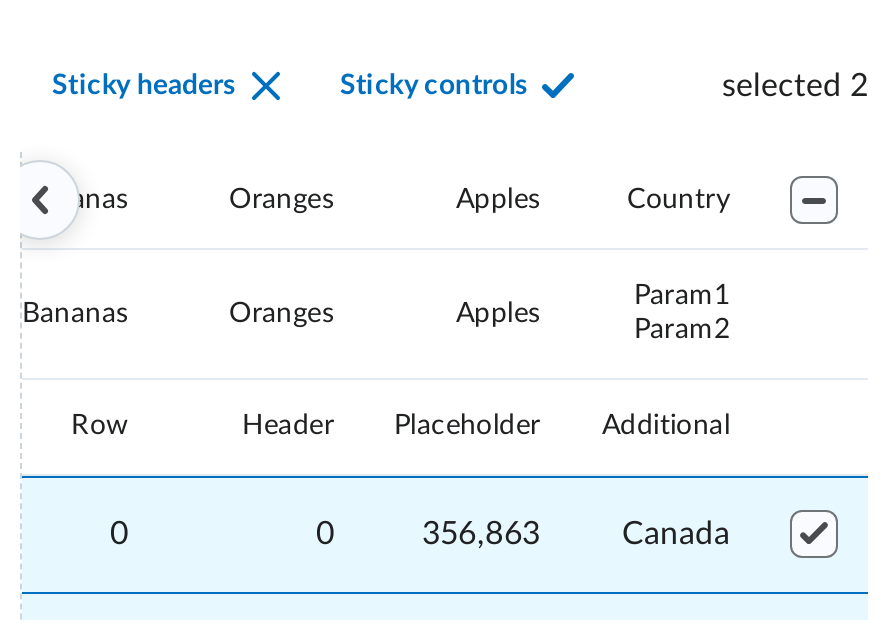 Sticky headers Sticky controls selected 2
anas Oranges Apples Country
Bananas Oranges Apples Param1
Param2
Row Header Placeholder Additional
0 0 356,863 Canada